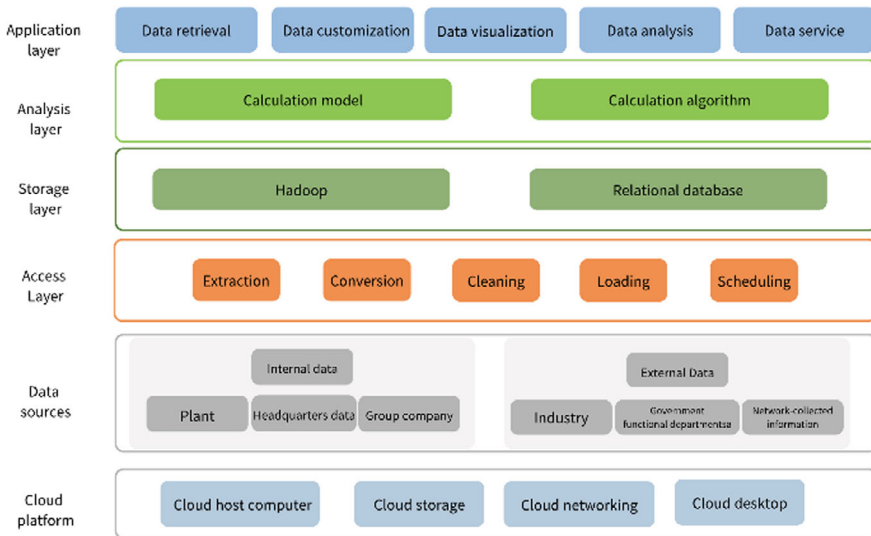 Application
layer
Data retrieval
Data customization
Data visualization
Data analysis
Data service
Analysis
layer
Calculation model
Calculation algorithm
Storage
layer
Hadoop
Relational database
Access
Layer
Extraction
Conversion
Cleaning
Loading
Scheduling
Data
sources
Internal data
External Data
Plant
Headquarters data
Group company
Industry
Government
functional departmentsa
Network-collected
information
Cloud
platform
Cloud host computer
Cloud storage
Cloud networking
Cloud desktop